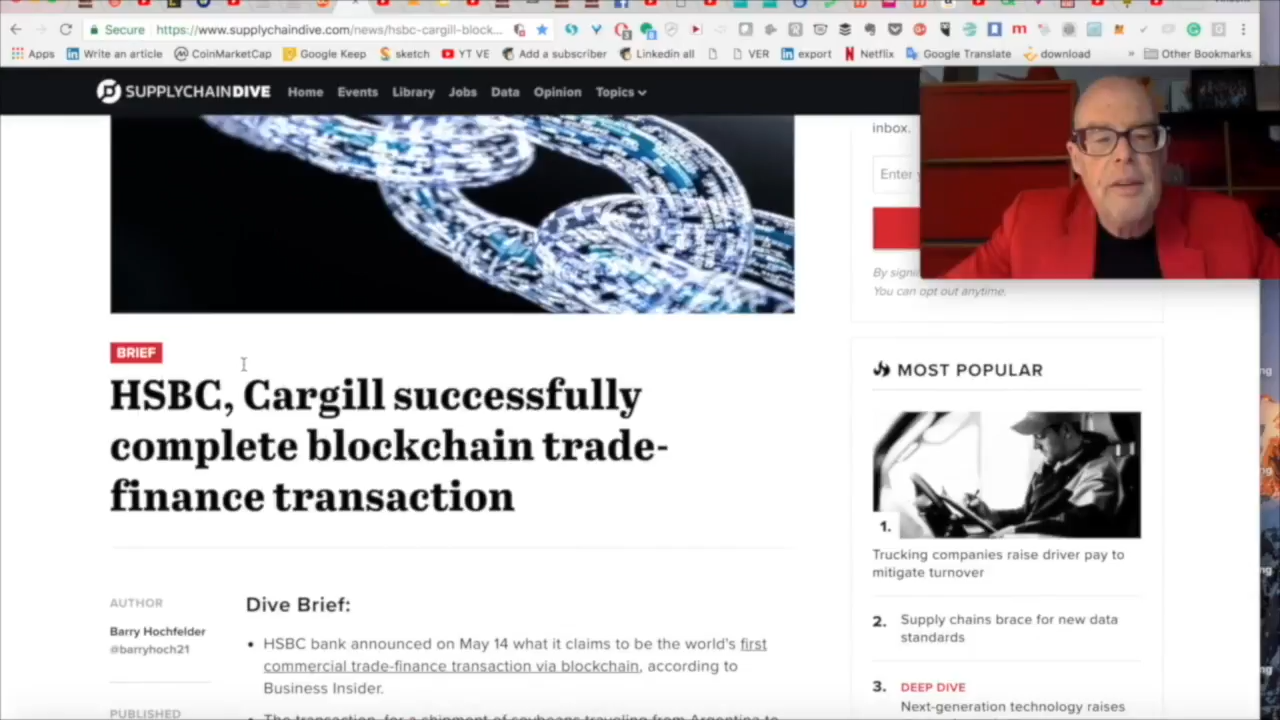 Secure https://www.supplychaindive.com/news/hsbc-cargill-block...
Apps Write an article CoinMarketCap Google Keep sketch YT VE Add a subscriber Linkedin all VER export Netflix Google Translate download » Other Bookmarks
SUPPLYCHAINDIVE Home Events Library Jobs Data Opinion Topics
inbox.
Enter
By
You can opt out anytime.
BRIEF
HSBC, Cargill successfully
complete blockchain trade-
finance transaction
MOST POPULAR
1.
Trucking companies raise driver pay to
mitigate turnover
2. Supply chains brace for new data
standards
3. DEEP DIVE
Next-generation technology raises
AUTHOR
Barry Hochfelder
@barryhoch21
PUBLISHED
Dive Brief:
• HSBC bank announced on May 14 what it claims to be the world's first
commercial trade-finance transaction via blockchain, according to
Business Insider.
• The transaction, for a shipment of soybeans traveling from Argentina to